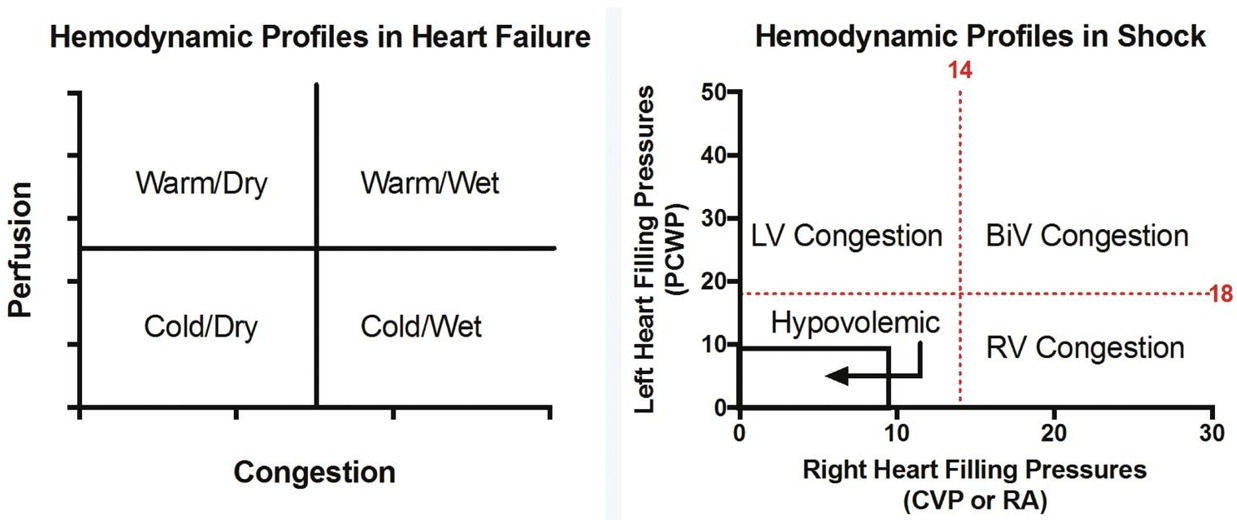 Hemodynamic Profiles in Heart Failure
Perfusion
Warm/Dry
Warm/Wet
Cold/Dry
Cold/Wet
Congestion
Hemodynamic Profiles in Shock
14
Left Heart Filling Pressures
(PCWP)
50
40
30
20
10
0
LV Congestion
BiV Congestion
18
Hypovolemic
RV Congestion
0
10
20
30
Right Heart Filling Pressures
(CVP or RA)